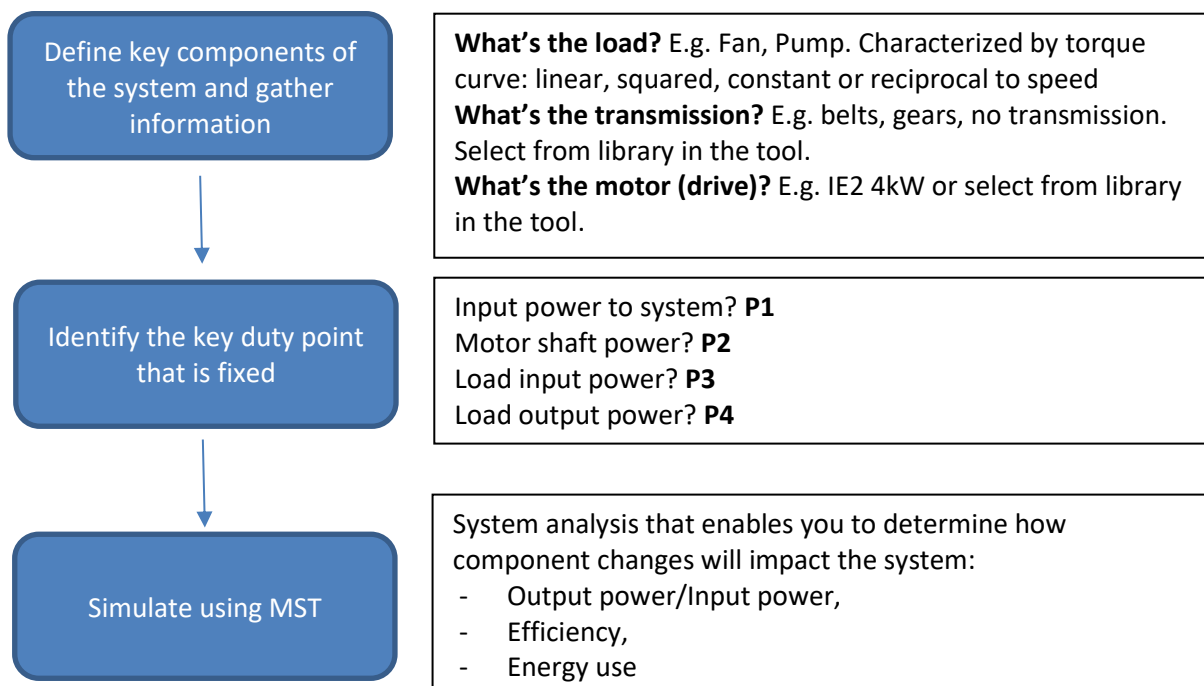 Define key components of
the system and gather
information
What's the load? E.g. Fan, Pump. Characterized by torque
curve: linear, squared, constant or reciprocal to speed
What's the transmission? E.g. belts, gears, no transmission.
Select from library in the tool.
What's the motor (drive)? E.g. IE2 4kW or select from library
in the tool.
Identify the key duty point
that is fixed
Input power to system? P1
Motor shaft power? P2
Load input power? P3
Load output power? P4
Simulate using MST
System analysis that enables you to determine how
component changes will impact the system:
- Output power/Input power,
- Efficiency,
- Energy use